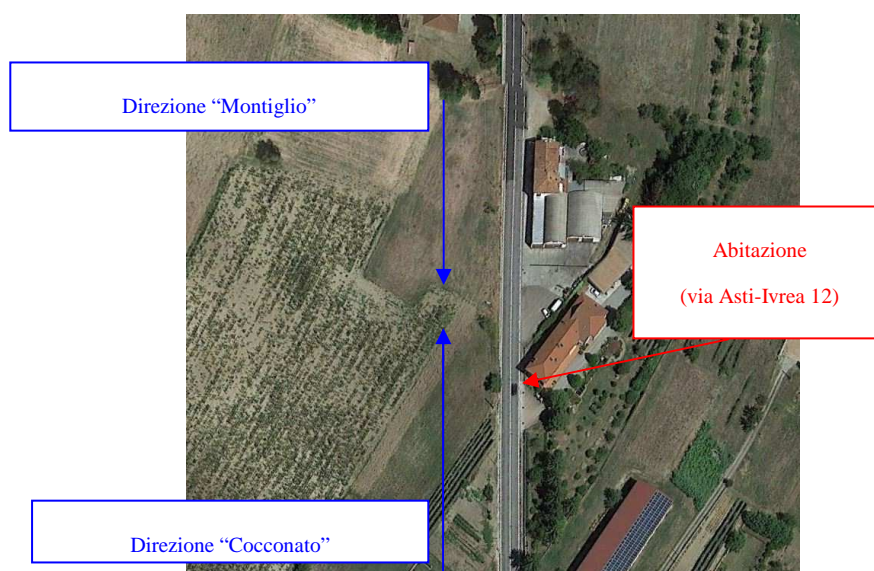 Direzione “Montiglio”
Abitazione
(via Asti-Ivrea 12)
Direzione “Cocconato”